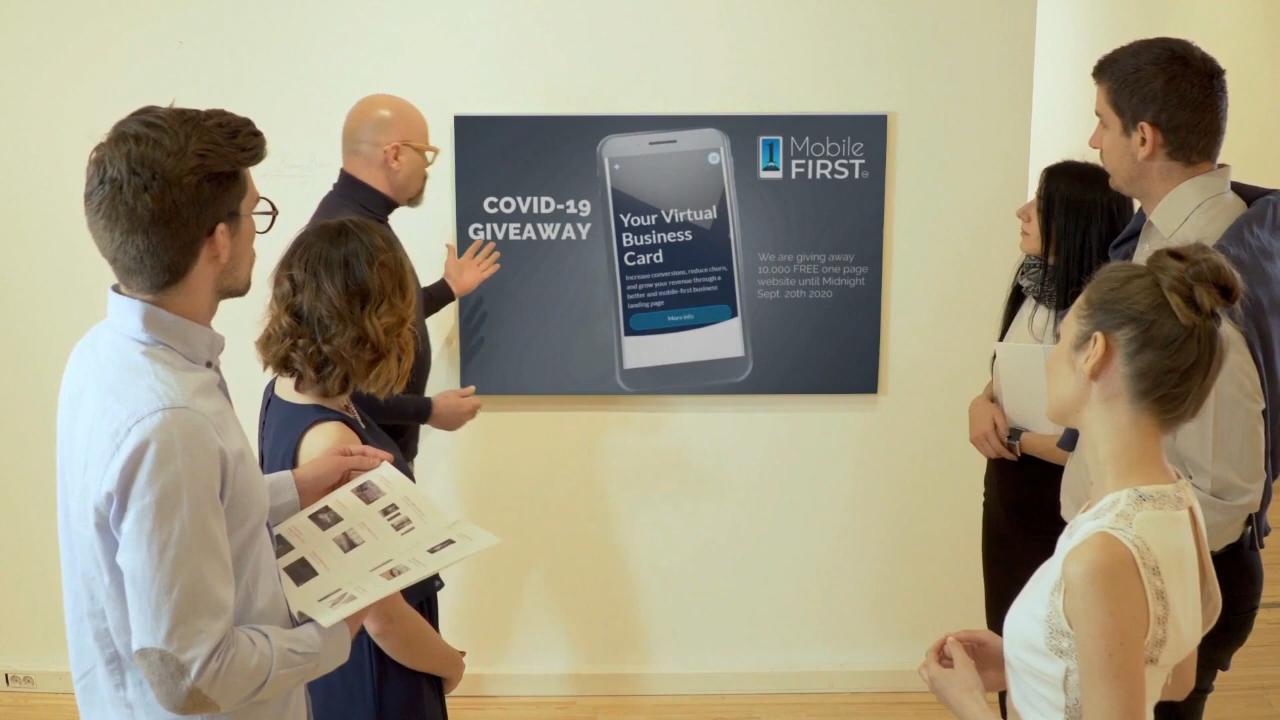 COVID-19
GIVEAWAY
Your Virtual
Business
Card
Increase conversions, reduce churn,
and grow your revenue through a
better and mobile-first business
landing page
More Info
1
Mobile
FIRST
We are giving away
10,000 FREE one page
website until Midnight
Sept. 20th 2020